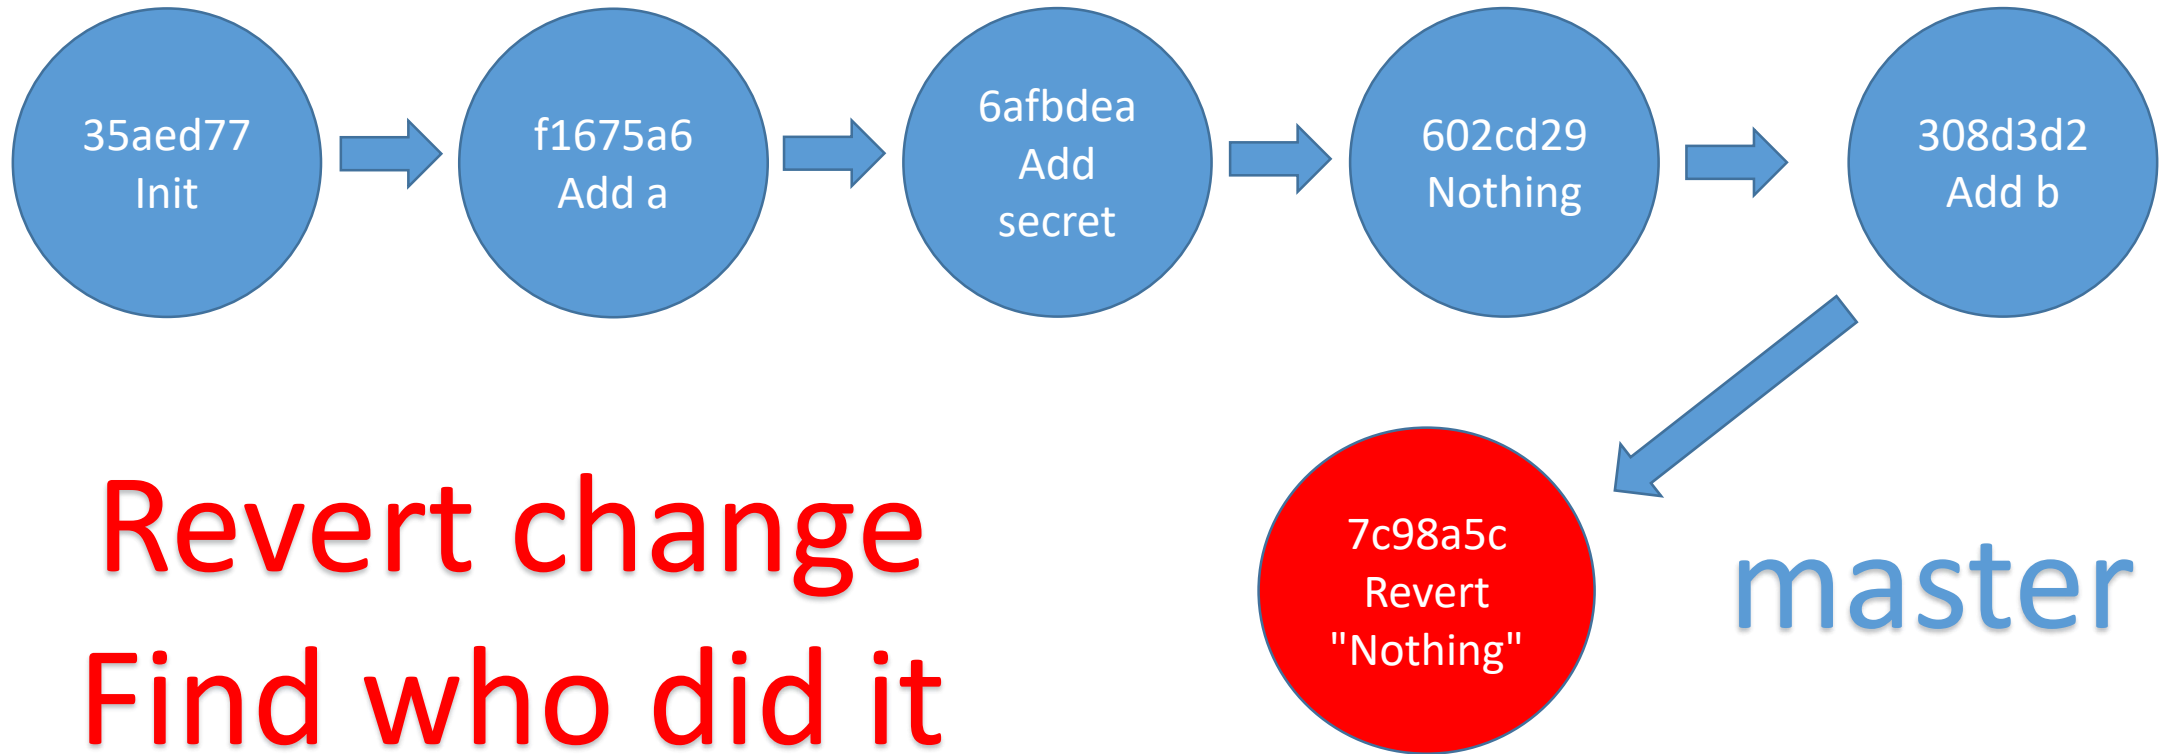 35aed77
Init
f1675a6
Add a
6afbdea
Add
secret
602cd29
Nothing
308d3d2
Add b
Revert change
Find who did it
7c98a5c
Revert
"Nothing"
master